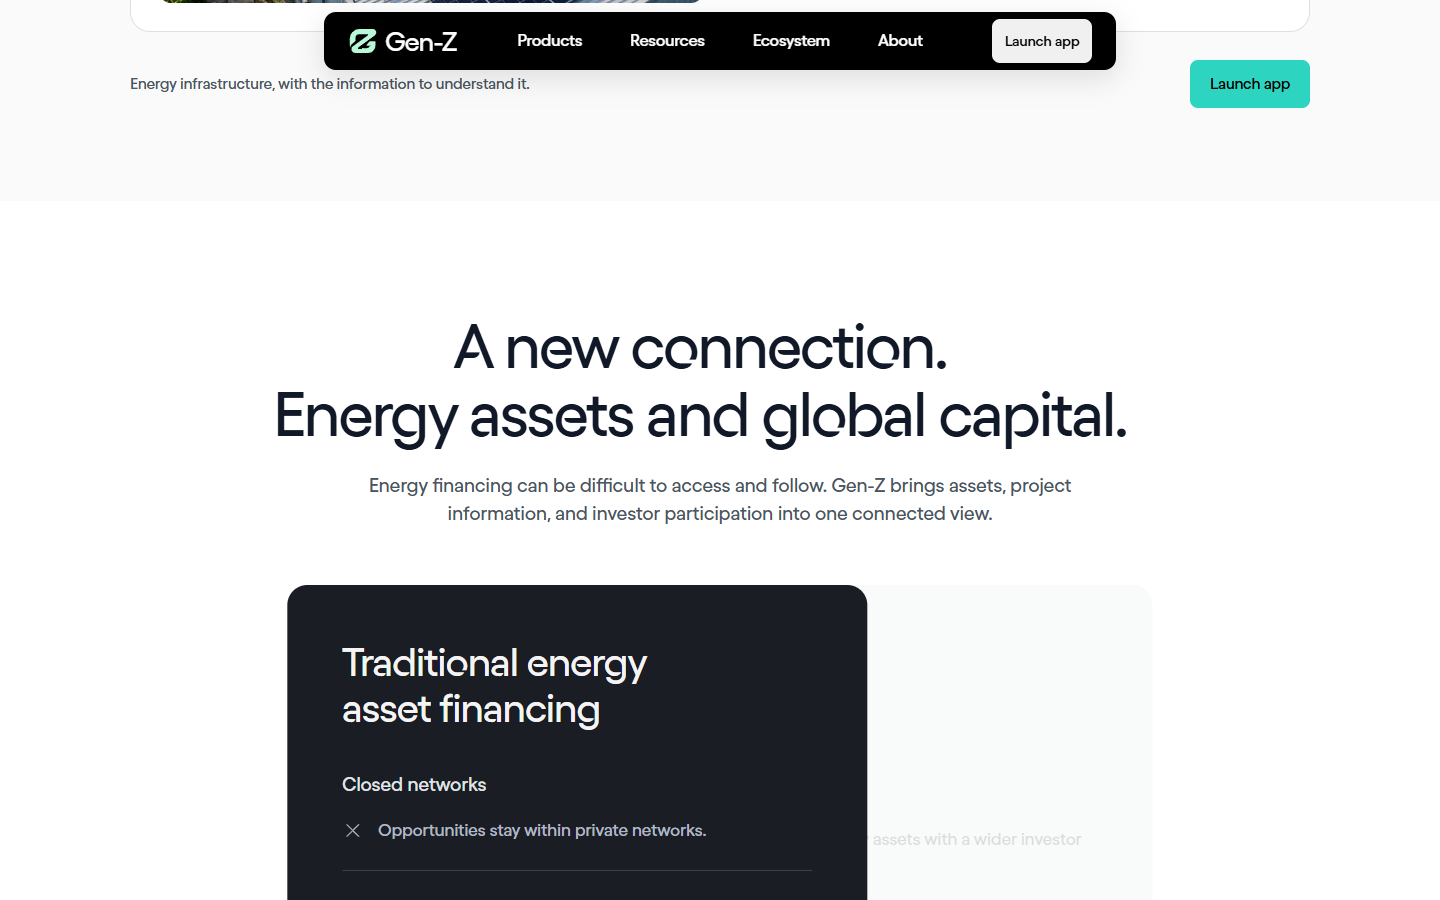 Gen-Z
Products
Resources
Ecosystem
About
Launch app
Energy infrastructure, with the information to understand it.
Launch app
A new connection.
Energy assets and global capital.
Energy financing can be difficult to access and follow. Gen-Z brings assets, project
information, and investor participation into one connected view.
Traditional energy
asset financing
Closed networks
Opportunities stay within private networks.
assets with a wider investor